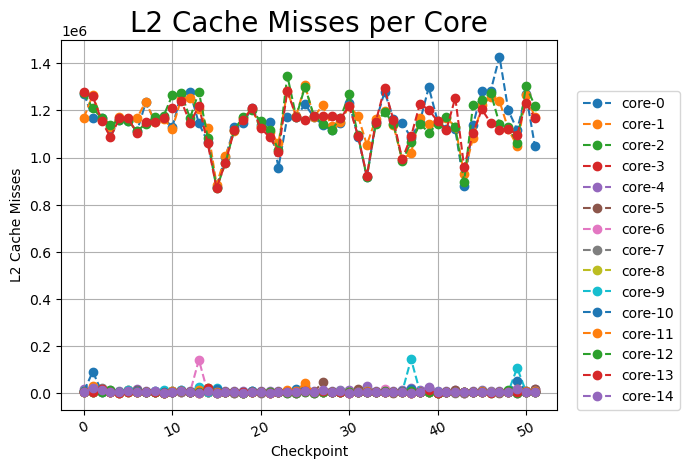 L2 Cache Misses per Core
1e6
1.4
1.2
1.0
0.8
0.6
0.4
0.2
0.0
L2 Cache Misses
0
10
20
30
40
50
Checkpoint
core-0
core-1
core-2
core-3
core-4
core-5
core-6
core-7
core-8
core-9
core-10
core-11
core-12
core-13
core-14